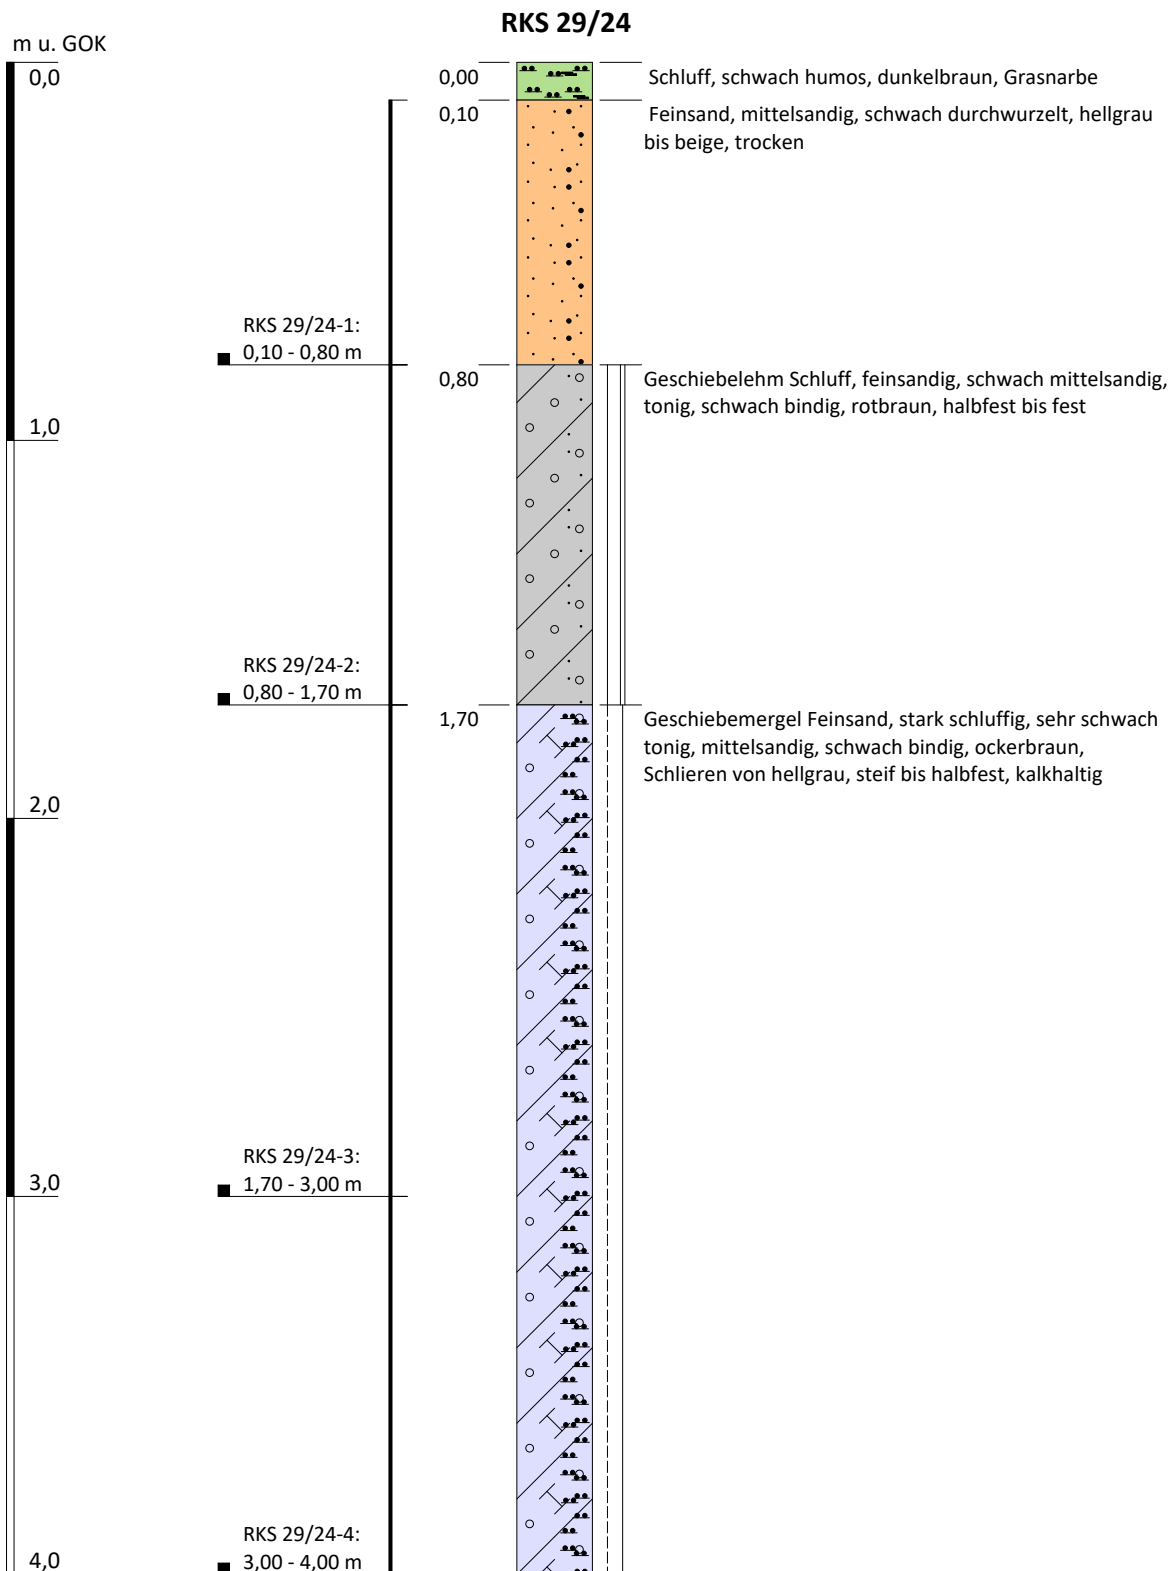 RKS 29/24
m u. GOK
0,0
0,00
Schluff, schwach humos, dunkelbraun, Grasnarbe
0,10
Feinsand, mittelsandig, schwach durchwurzelt, hellgrau
bis beige, trocken
RKS 29/24-1:
0,10 - 0,80 m
0,80
Geschiebelehm Schluff, feinsandig, schwach mittelsandig,
tonig, schwach bindig, rotbraun, halbfest bis fest
1,0
RKS 29/24-2:
0,80 - 1,70 m
1,70
Geschiebemergel Feinsand, stark schluffig, sehr schwach
tonig, mittelsandig, schwach bindig, ockerbraun,
Schlieren von hellgrau, steif bis halbfest, kalkhaltig
2,0
RKS 29/24-3:
1,70 - 3,00 m
3,0
RKS 29/24-4:
3,00 - 4,00 m
4,0